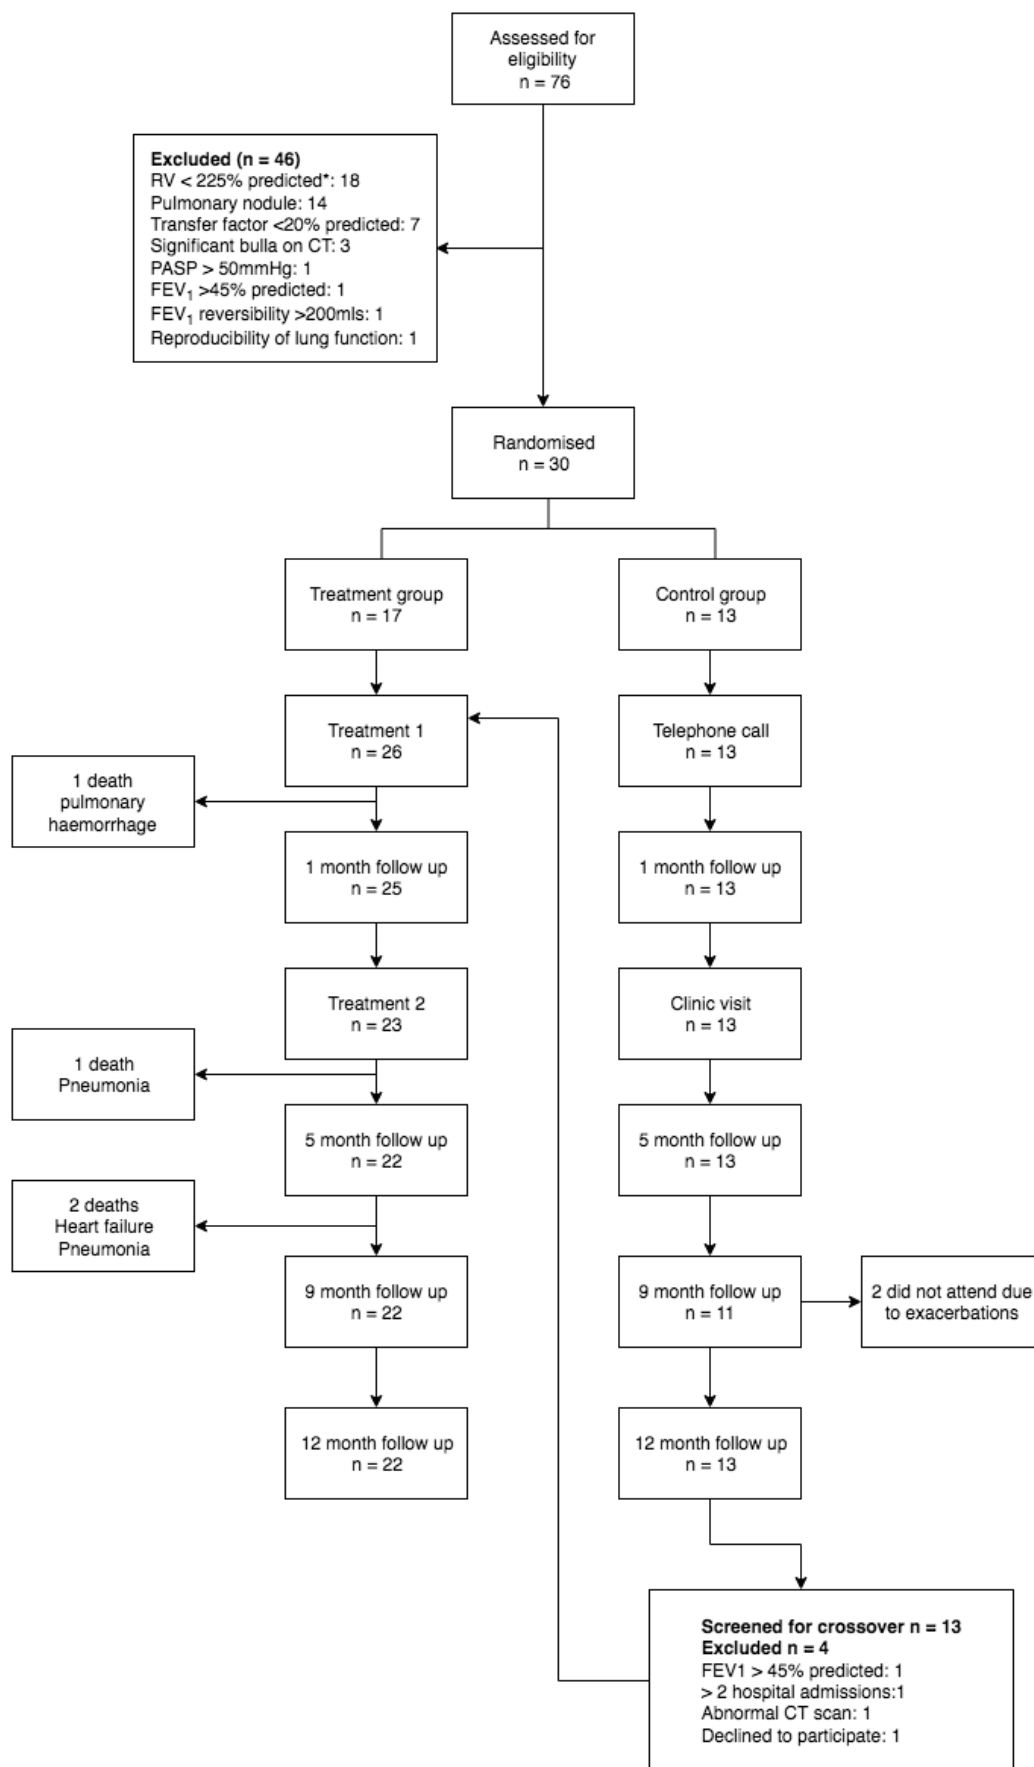 Assessed for
eligibility
n = 76
Excluded (n = 46)
RV < 225% predicted*: 18
Pulmonary nodule: 14
Transfer factor <20% predicted: 7
Significant bulla on CT: 3
PASP > 50mmHg: 1
FEV₁ >45% predicted: 1
FEV₁ reversibility >200mls: 1
Reproducibility of lung function: 1
Randomised
n = 30
Treatment group
n = 17
Control group
n = 13
Treatment 1
n = 26
Telephone call
n = 13
1 death
pulmonary
haemorrhage
1 month follow up
n = 25
1 month follow up
n = 13
Treatment 2
n = 23
Clinic visit
n = 13
1 death
Pneumonia
5 month follow up
n = 22
5 month follow up
n = 13
2 deaths
Heart failure
Pneumonia
9 month follow up
n = 22
9 month follow up
n = 11
2 did not attend due
to exacerbations
12 month follow up
n = 22
12 month follow up
n = 13
Screened for crossover n = 13
Excluded n = 4
FEV1 > 45% predicted: 1
> 2 hospital admissions:1
Abnormal CT scan: 1
Declined to participate: 1